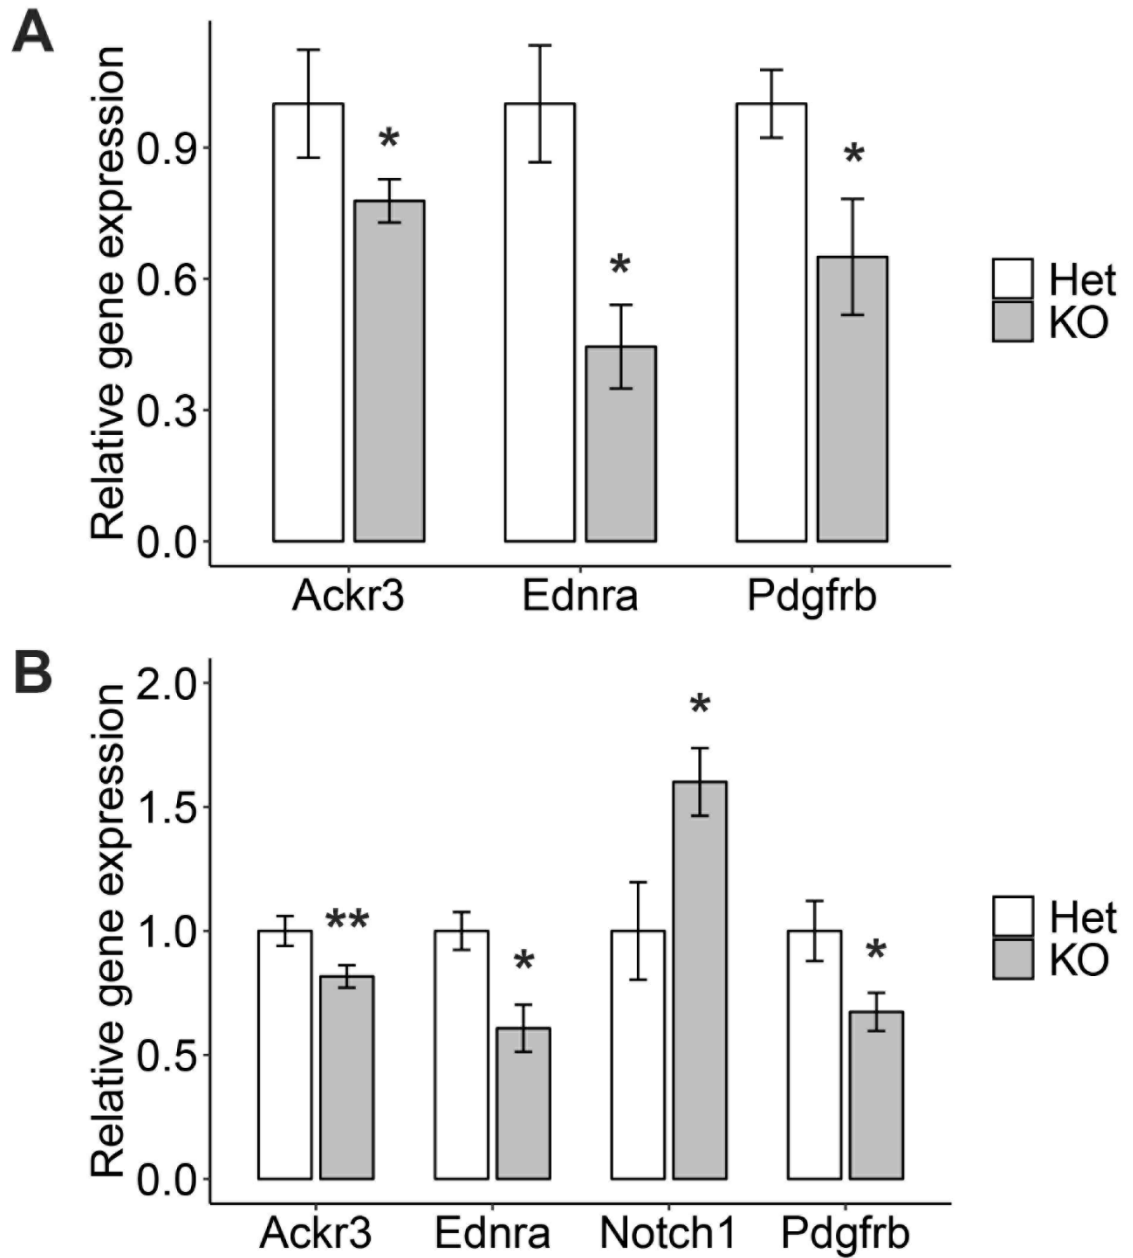 A
Relative gene expression
0.9
0.6
0.3
0.0
*
*
*
Ackr3 Ednra Pdgfrb
Het
KO
B
Relative gene expression
2.0
1.5
1.0
0.5
0.0
**
*
*
*
Ackr3 Ednra Notch1 Pdgfrb
Het
KO